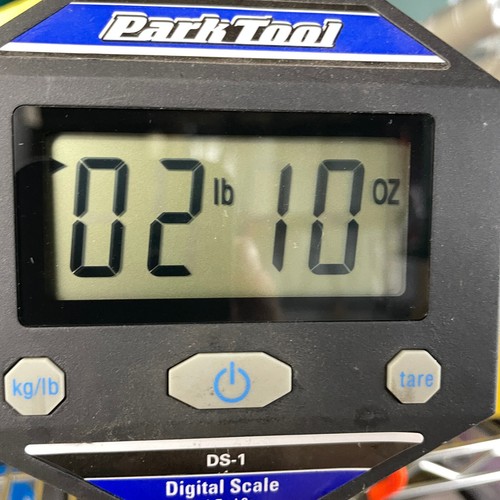 Park Tool
02 lb 10 oz
kg/lb tare
DS-1
Digital Scale